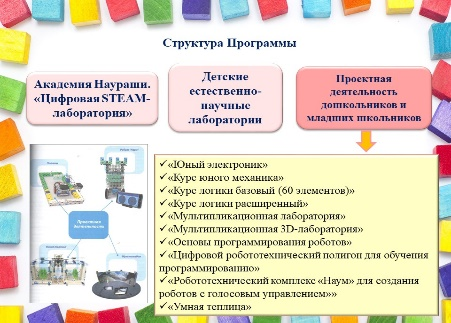 Структура Программы
Академия Наураши.
«Цифровая STEAM-
лаборатория»
Детские
естественно-
научные
лаборатории
Проектная
деятельность
дошкольников и
младших школьников
Проектная
деятельность
✓«Юный электроник»
✓«Курс юного механика»
✓«Курс логики базовый (60 элементов)»
✓«Курс логики расширенный»
✓«Мультипликационная лаборатория»
✓«Мультипликационная 3D-лаборатория»
✓«Основы программирования роботов»
✓«Цифровой робототехнический полигон для обучения
программированию»
✓«Робототехнический комплекс «Наум» для создания
роботов с голосовым управлением»»
✓«Умная теплица»